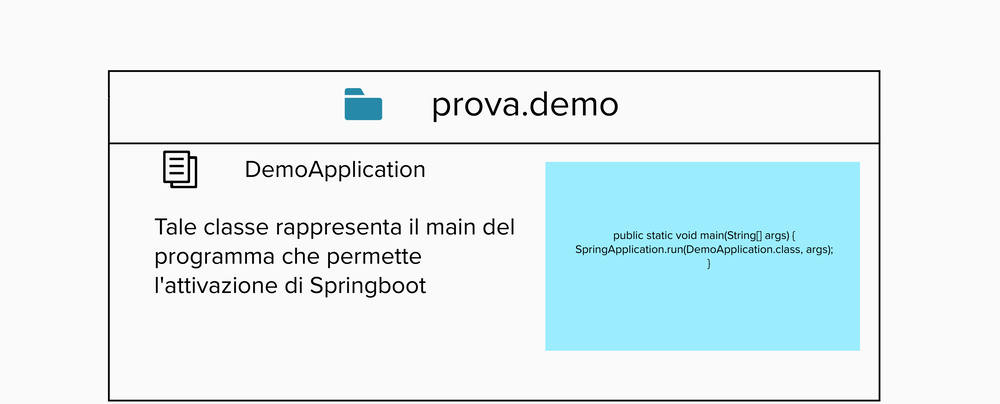 prova.demo
DemoApplication
Tale classe rappresenta il main del
programma che permette
l'attivazione di Springboot
public static void main(String[] args) {
SpringApplication.run(DemoApplication.class, args);
}